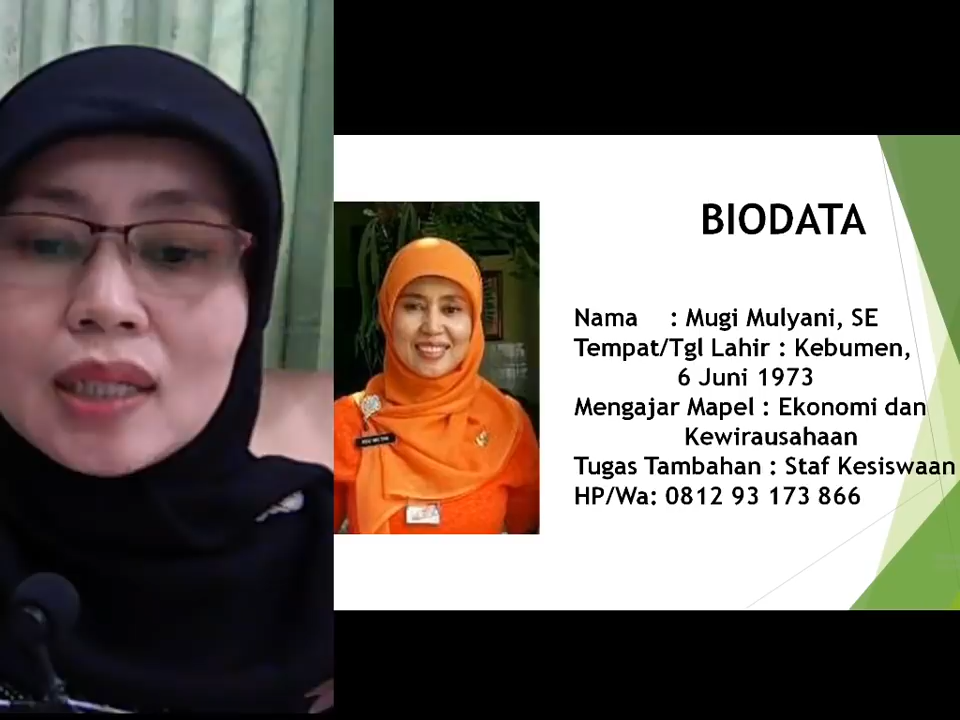 BIODATA
Nama : Mugi Mulyani, SE
Tempat/Tgl Lahir : Kebumen,
6 Juni 1973
Mengajar Mapel : Ekonomi dan
Kewirausahaan
Tugas Tambahan : Staf Kesiswaan
HP/Wa: 0812 93 173 866